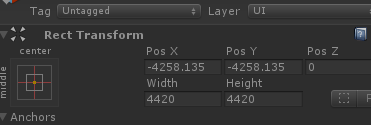 Tag Untagged Layer UI
Rect Transform
center Pos X Pos Y Pos Z
middle -4258.135 -4258.135 0
Width Height
4420 4420
Anchors